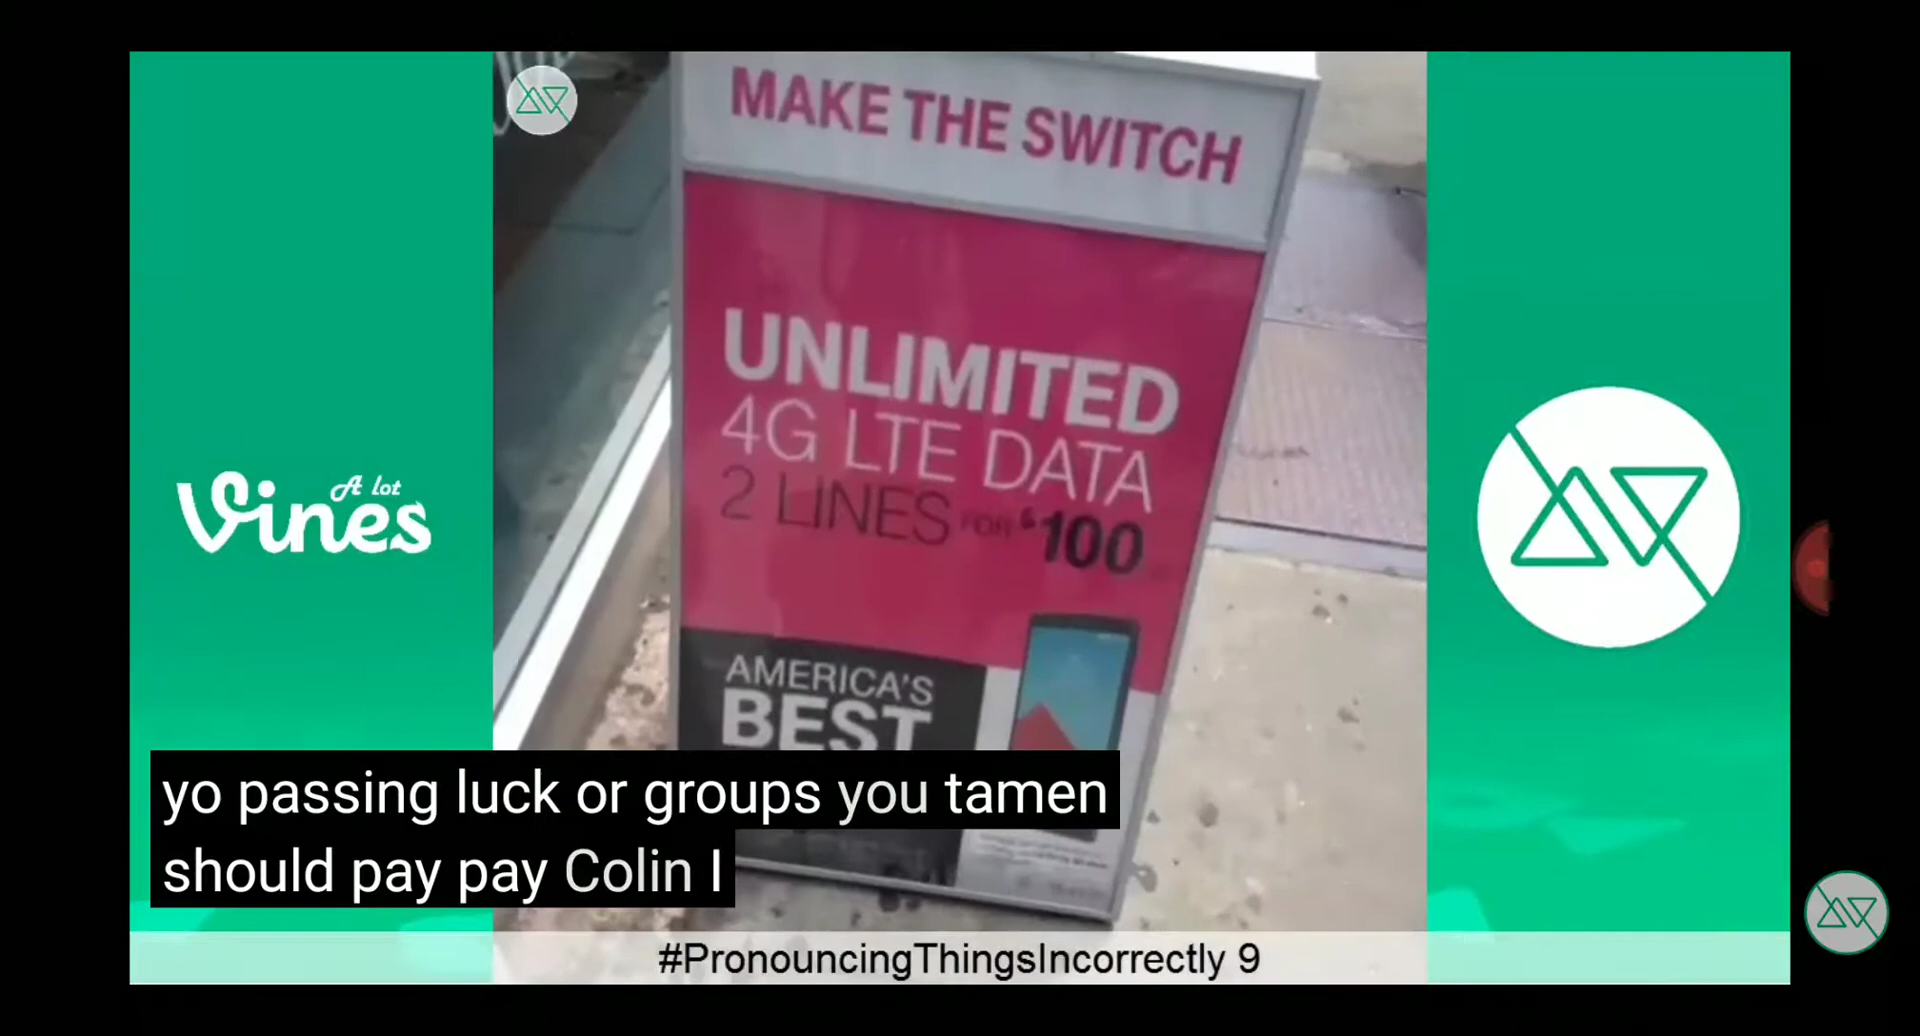 MAKE THE SWITCH
UNLIMITED
4G LTE DATA
2 LINES FOR $100
AMERICA'S
BEST
A lot
Vines
yo passing luck or groups you tamen
should pay pay Colin I
#PronouncingThingsIncorrectly 9